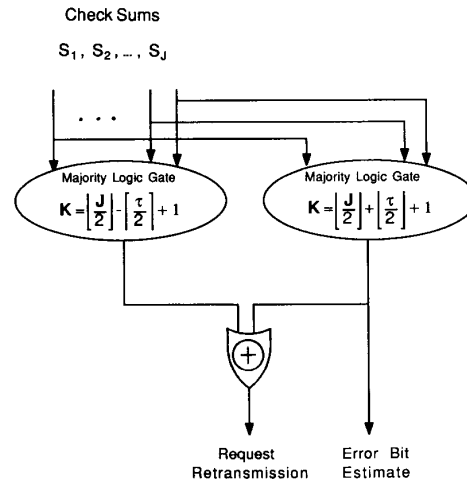 Check Sums
S₁, S₂, ..., S_J
. . .
Majority Logic Gate
K = ⌊J/2⌋ - ⌈τ/2⌉ + 1
Majority Logic Gate
K = ⌊J/2⌋ + ⌊τ/2⌋ + 1
+
Request
Retransmission
Error Bit
Estimate